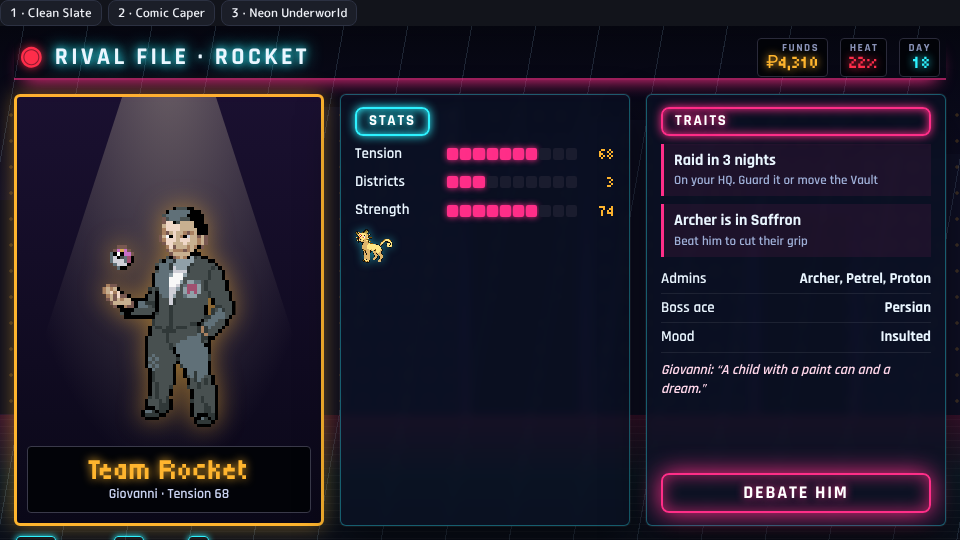 1 · Clean Slate
2 · Comic Caper
3 · Neon Underworld
RIVAL FILE · ROCKET
FUNDS
₽4,310
HEAT
22%
DAY
18
STATS
Tension
68
Districts
3
Strength
74
TRAITS
Raid in 3 nights
On your HQ. Guard it or move the Vault
Archer is in Saffron
Beat him to cut their grip
Admins
Archer, Petrel, Proton
Boss ace
Persian
Mood
Insulted
Giovanni: “A child with a paint can and a
dream.”
Team Rocket
Giovanni · Tension 68
DEBATE HIM